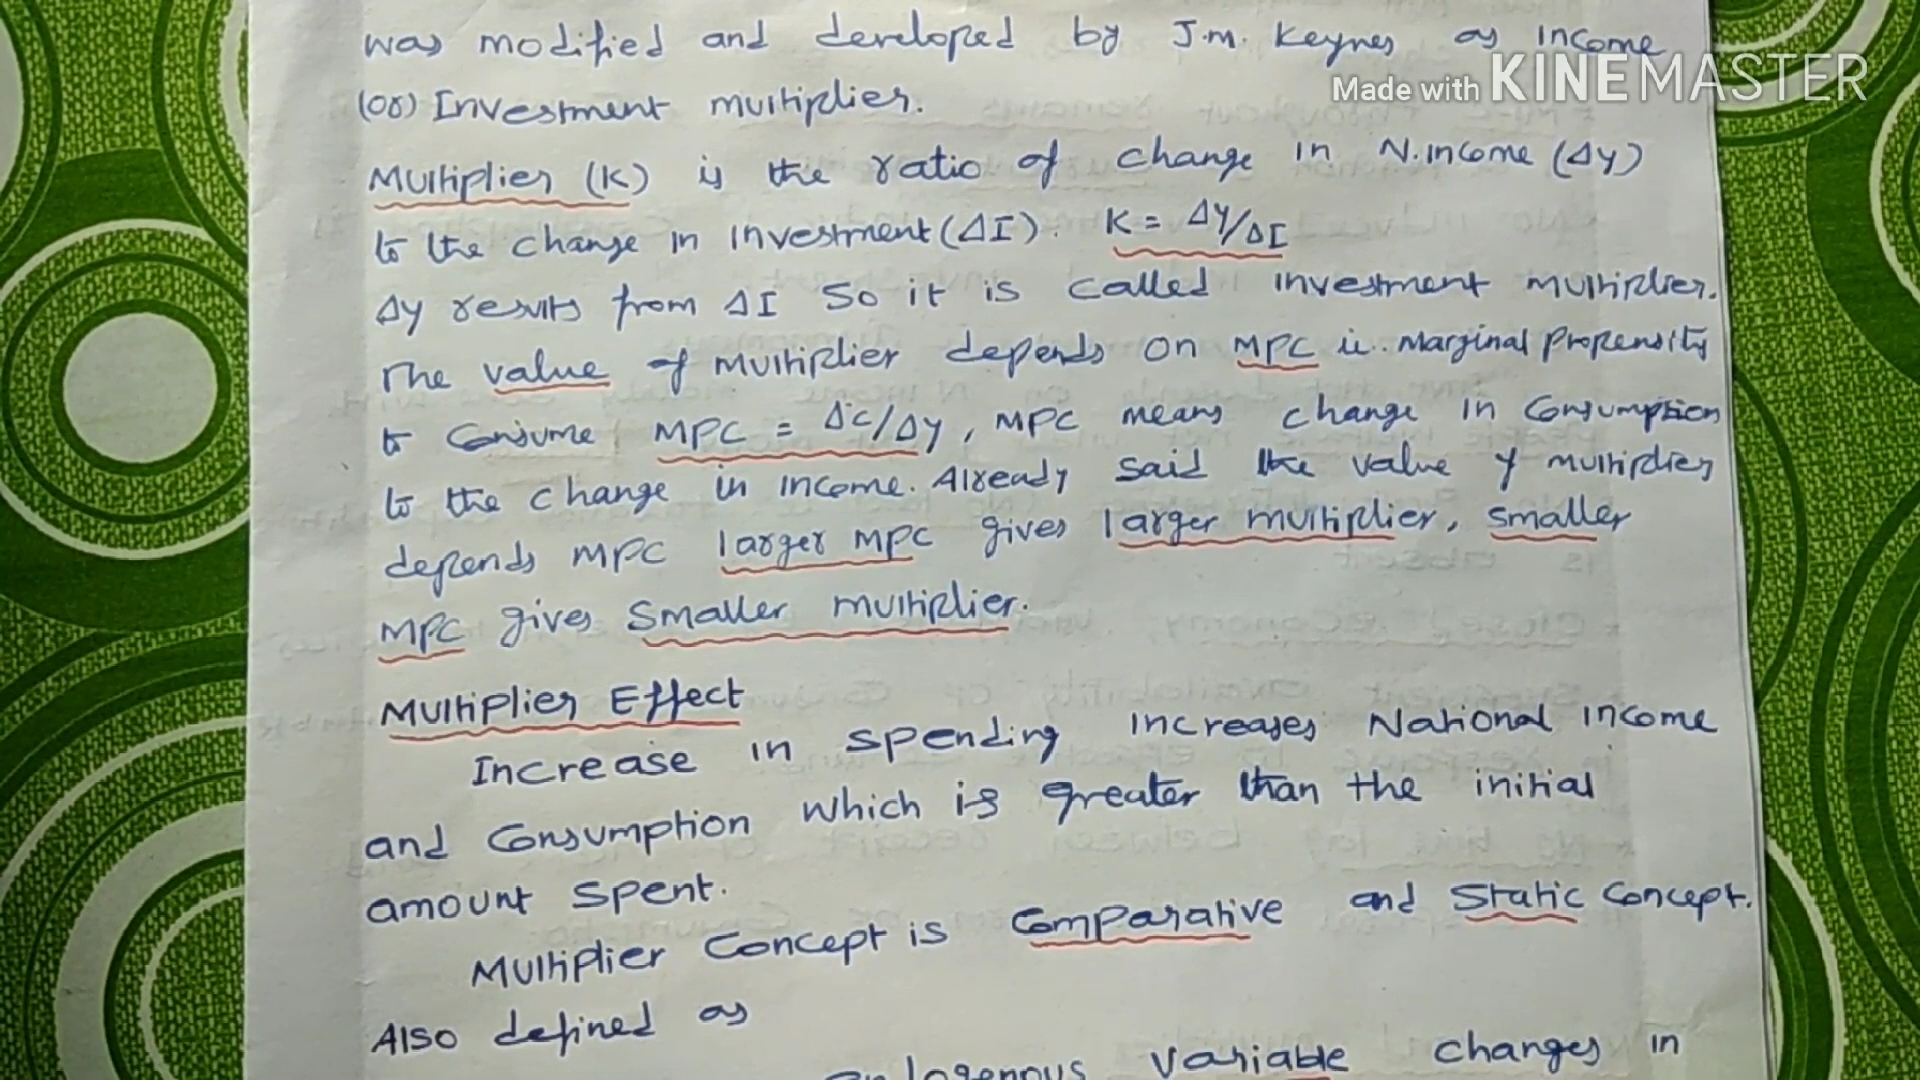 was modified and developed by J.M. Keynes as Income
(or) Investment multiplier.
Made with KINEMASTER
Multiplier (K) is the ratio of change in N.income (ΔY)
to the change in investment (ΔI). K = ΔY/ΔI
Δy results from ΔI So it is called investment multiplier.
The value of multiplier depends on MPC ie. Marginal Propensity
to Consume MPC = ΔC/ΔY, MPC means change in Consumption
to the change in income. Already said the value of multiplier
depends MPC larger MPC gives larger multiplier, smaller
MPC gives smaller multiplier.
Multiplier Effect
Increase in spending increases National income
and Consumption which is greater than the initial
amount spent.
Multiplier Concept is Comparative and Static Concept.
Also defined as
variable changes in